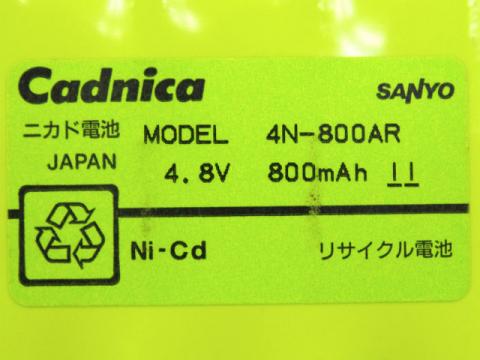 Cadnica SANYO
ニカド電池 MODEL 4N-800AR
JAPAN 4.8V 800mAh
Ni-Cd リサイクル電池